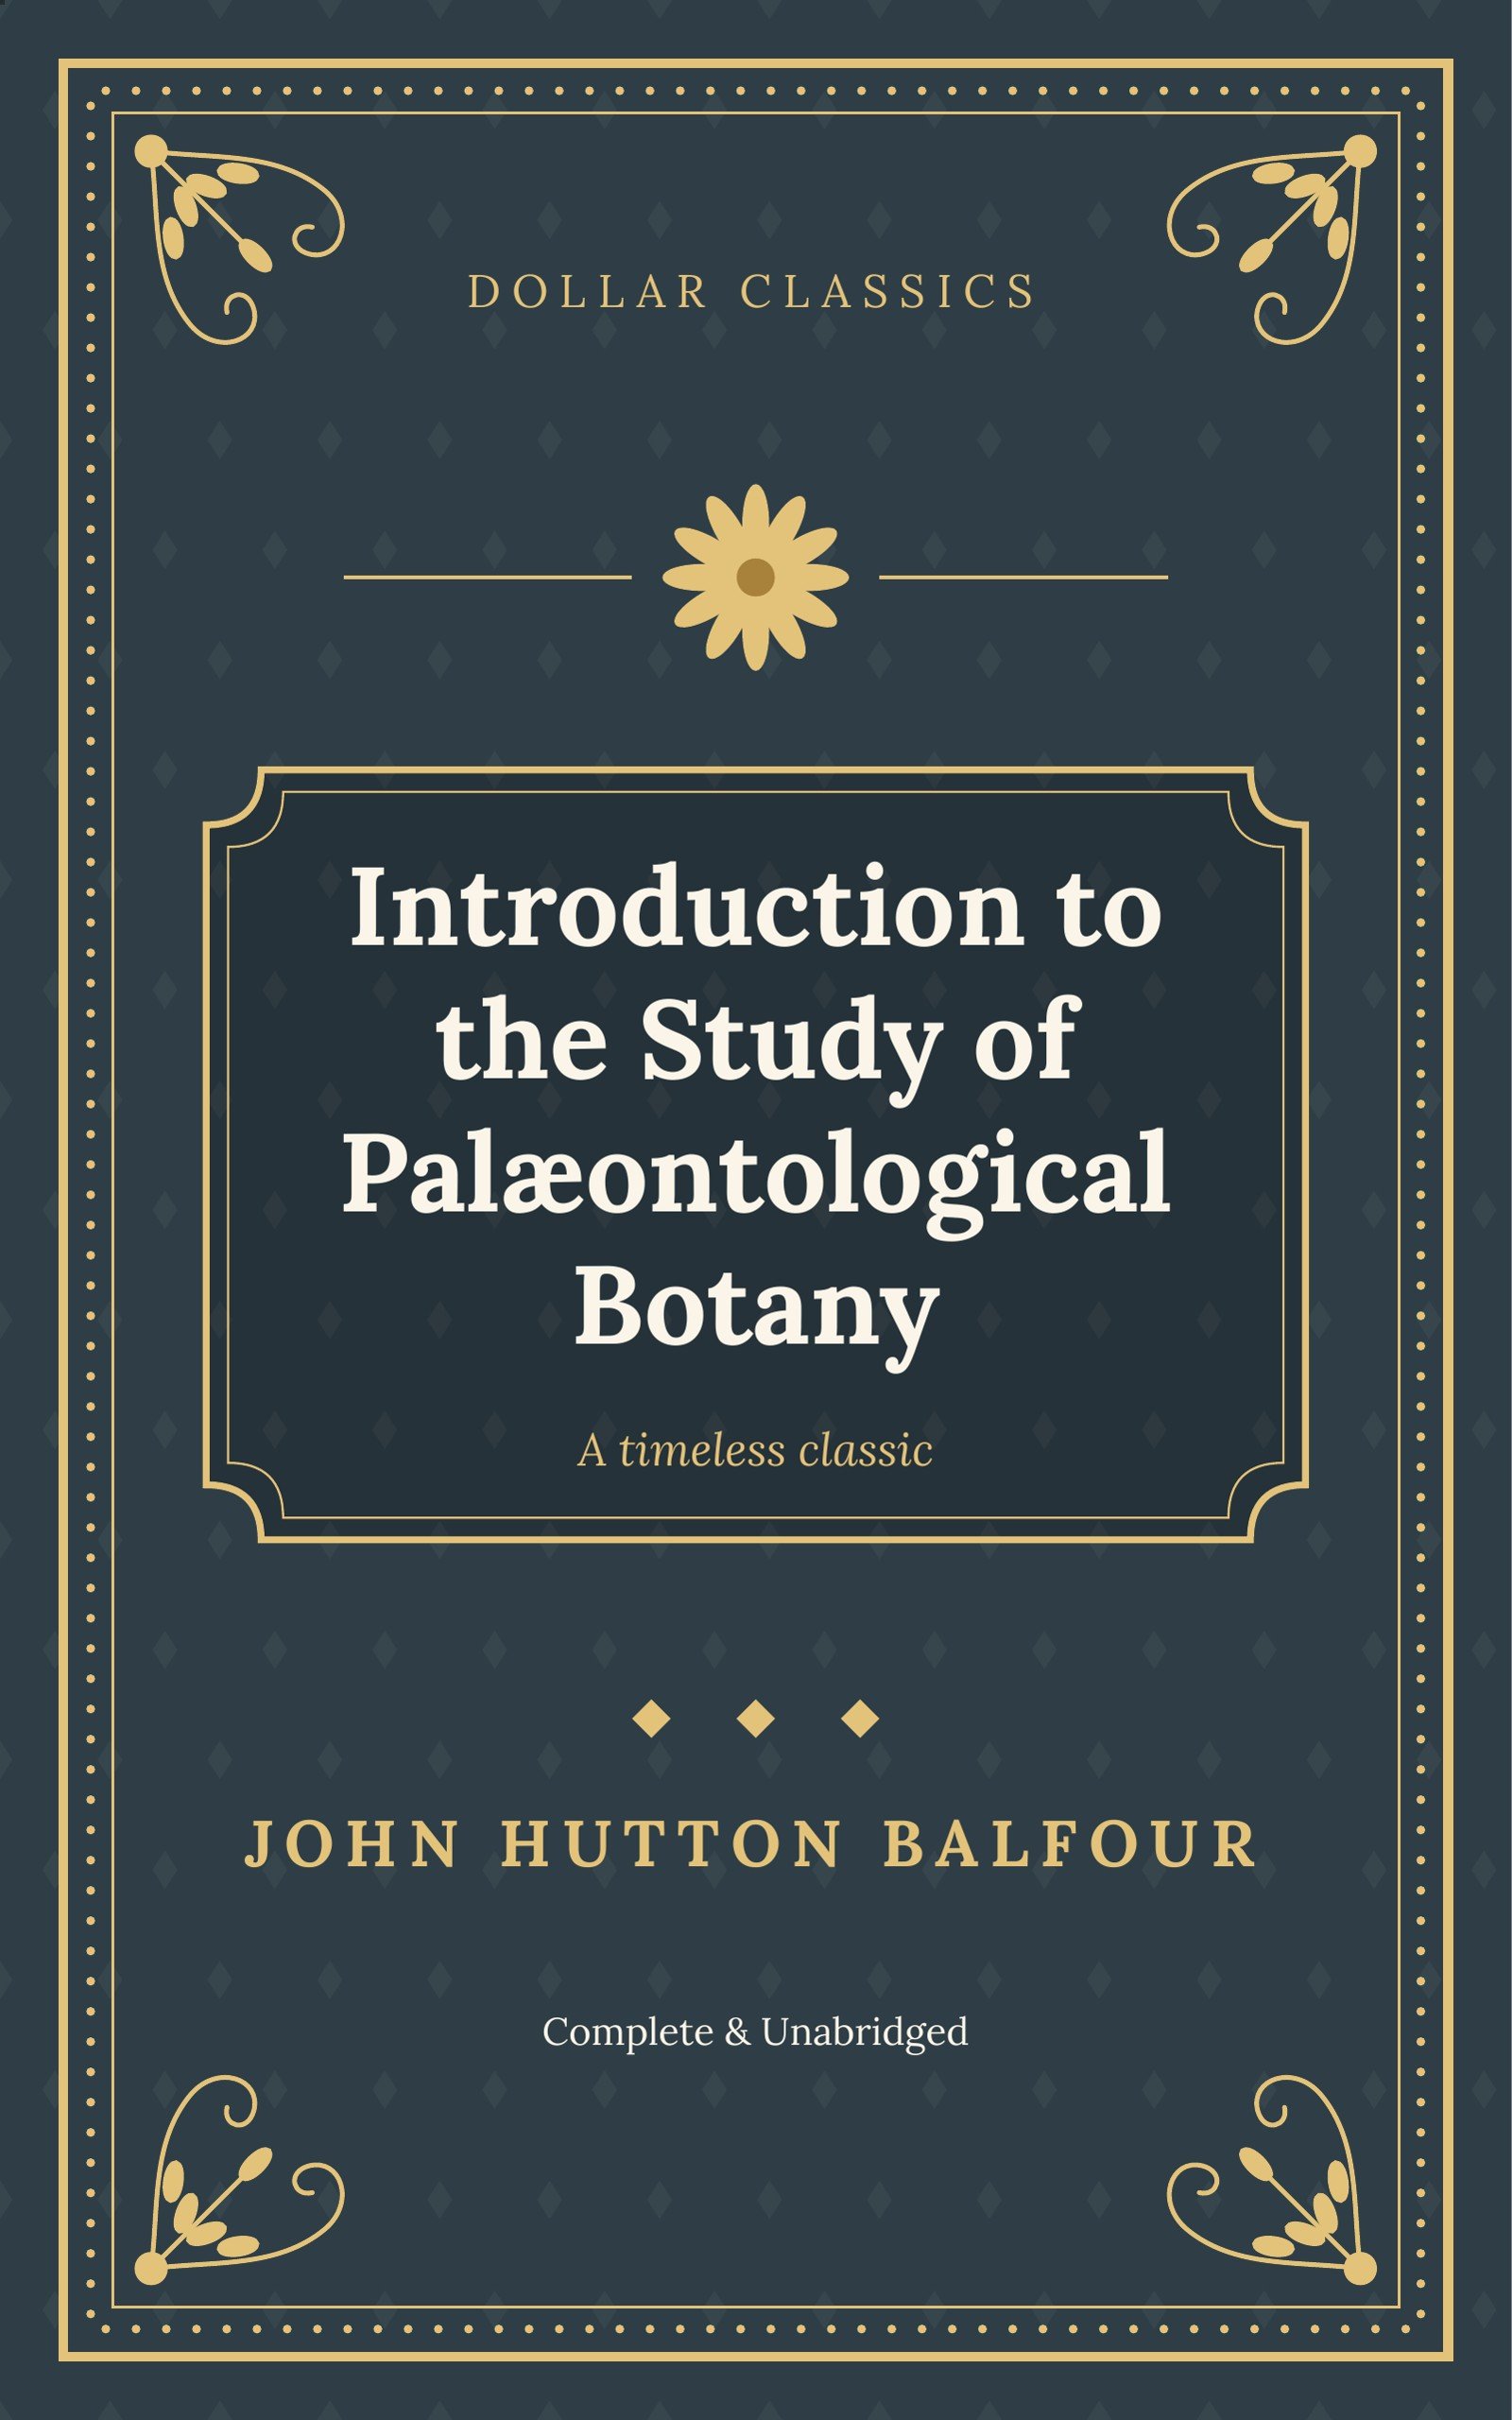 DOLLAR CLASSICS
Introduction to
the Study of
Palæontological
Botany
A timeless classic
JOHN HUTTON BALFOUR
Complete & Unabridged